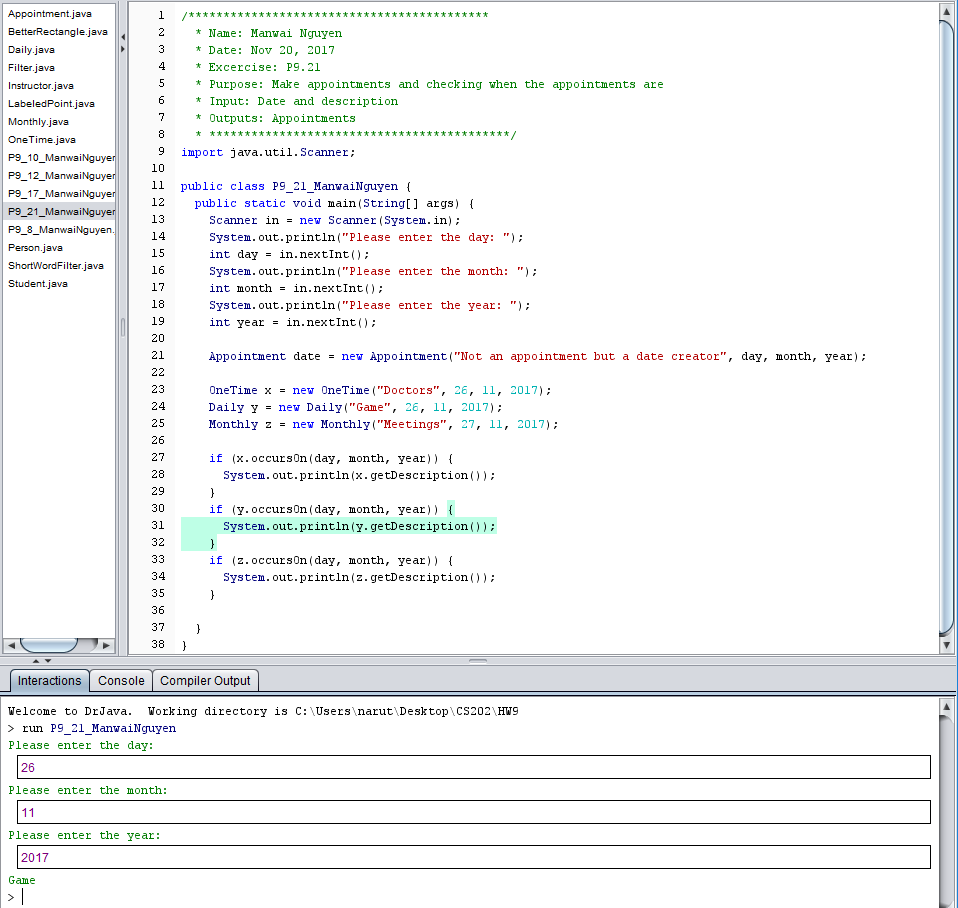 Appointment.java
BetterRectangle.java
Daily.java
Filter.java
Instructor.java
LabeledPoint.java
Monthly.java
OneTime.java
P9_10_ManwaiNguyen
P9_12_ManwaiNguyen
P9_17_ManwaiNguyen
P9_21_ManwaiNguyen
P9_8_ManwaiNguyen.
Person.java
ShortWordFilter.java
Student.java
1 /*******************************************
2 * Name: Manwai Nguyen
3 * Date: Nov 20, 2017
4 * Excercise: P9.21
5 * Purpose: Make appointments and checking when the appointments are
6 * Input: Date and description
7 * Outputs: Appointments
8 * *******************************************/
9 import java.util.Scanner;
10
11 public class P9_21_ManwaiNguyen {
12 public static void main(String[] args) {
13 Scanner in = new Scanner(System.in);
14 System.out.println("Please enter the day: ");
15 int day = in.nextInt();
16 System.out.println("Please enter the month: ");
17 int month = in.nextInt();
18 System.out.println("Please enter the year: ");
19 int year = in.nextInt();
20
21 Appointment date = new Appointment("Not an appointment but a date creator", day, month, year);
22
23 OneTime x = new OneTime("Doctors", 26, 11, 2017);
24 Daily y = new Daily("Game", 26, 11, 2017);
25 Monthly z = new Monthly("Meetings", 27, 11, 2017);
26
27 if (x.occursOn(day, month, year)) {
28 System.out.println(x.getDescription());
29 }
30 if (y.occursOn(day, month, year)) {
31 System.out.println(y.getDescription());
32 }
33 if (z.occursOn(day, month, year)) {
34 System.out.println(z.getDescription());
35 }
36
37 }
38 }
Interactions Console Compiler Output
Welcome to DrJava. Working directory is C:\Users\narut\Desktop\CS202\HW9
> run P9_21_ManwaiNguyen
Please enter the day:
26
Please enter the month:
11
Please enter the year:
2017
Game
>